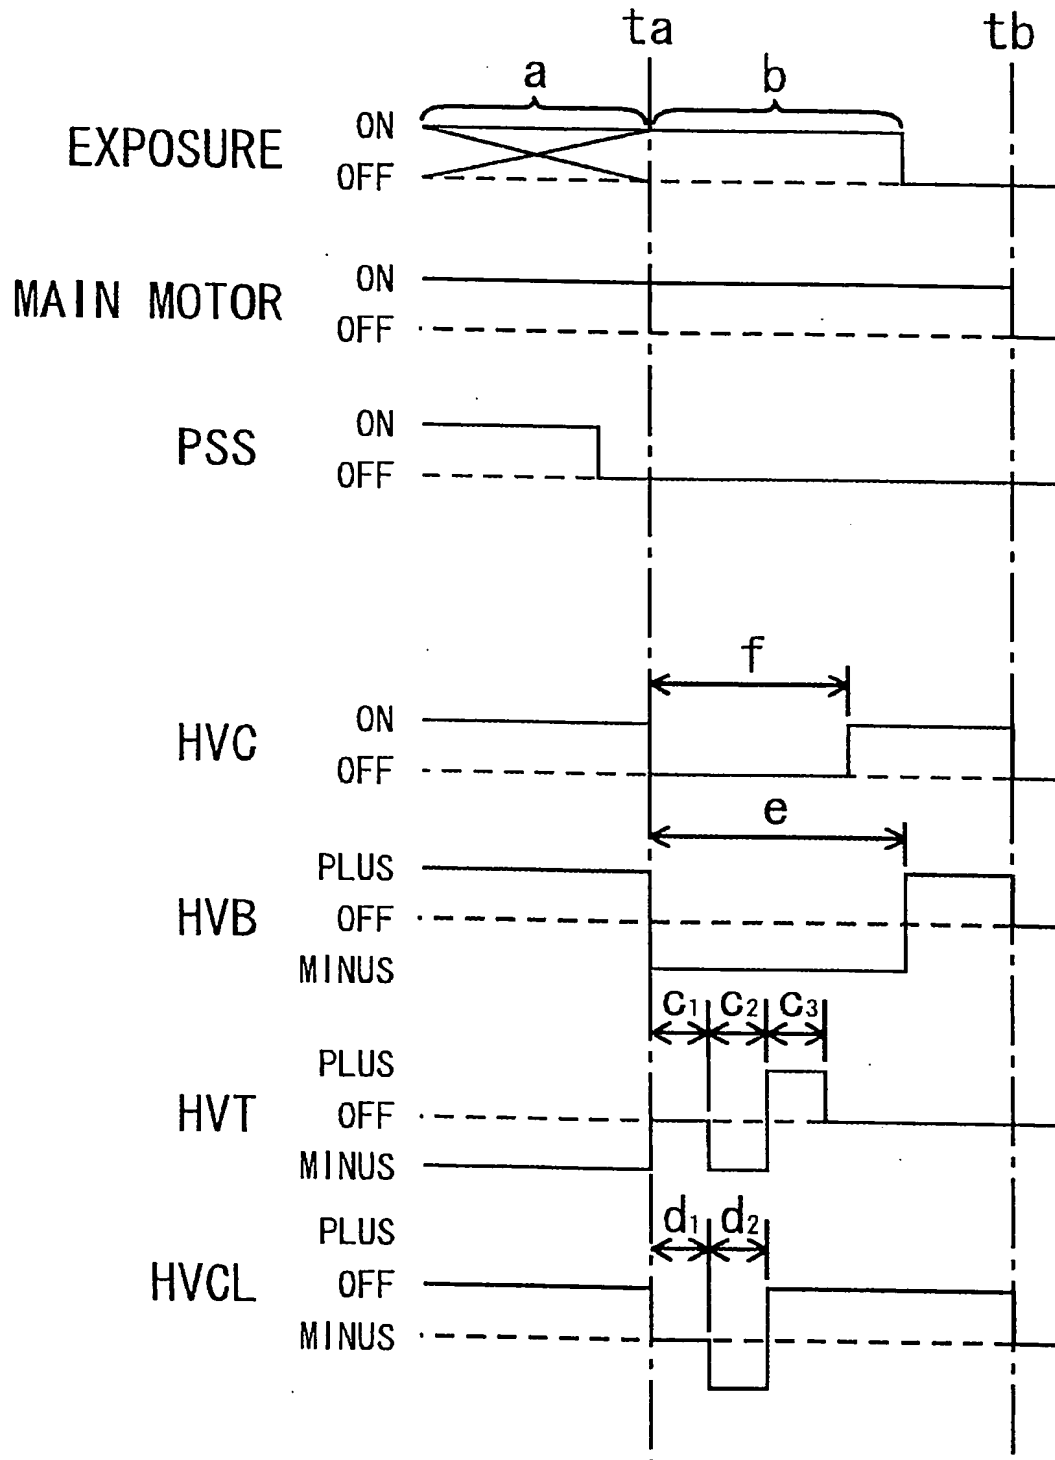 ta
tb
a
b
EXPOSURE
ON
OFF
MAIN MOTOR
ON
OFF
PSS
ON
OFF
f
HVC
ON
OFF
e
HVB
PLUS
OFF
MINUS
c1 c2 c3
HVT
PLUS
OFF
MINUS
d1 d2
HVCL
PLUS
OFF
MINUS